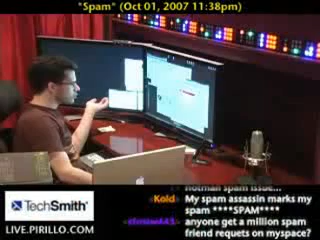 *Spam* (Oct 01, 2007 11:38pm)
hotmail spam issue...
<Kold> My spam assassin marks my
spam ****SPAM****
anyone get a million spam
friend requets on myspace?
TechSmith
LIVE.PIRILLO.COM